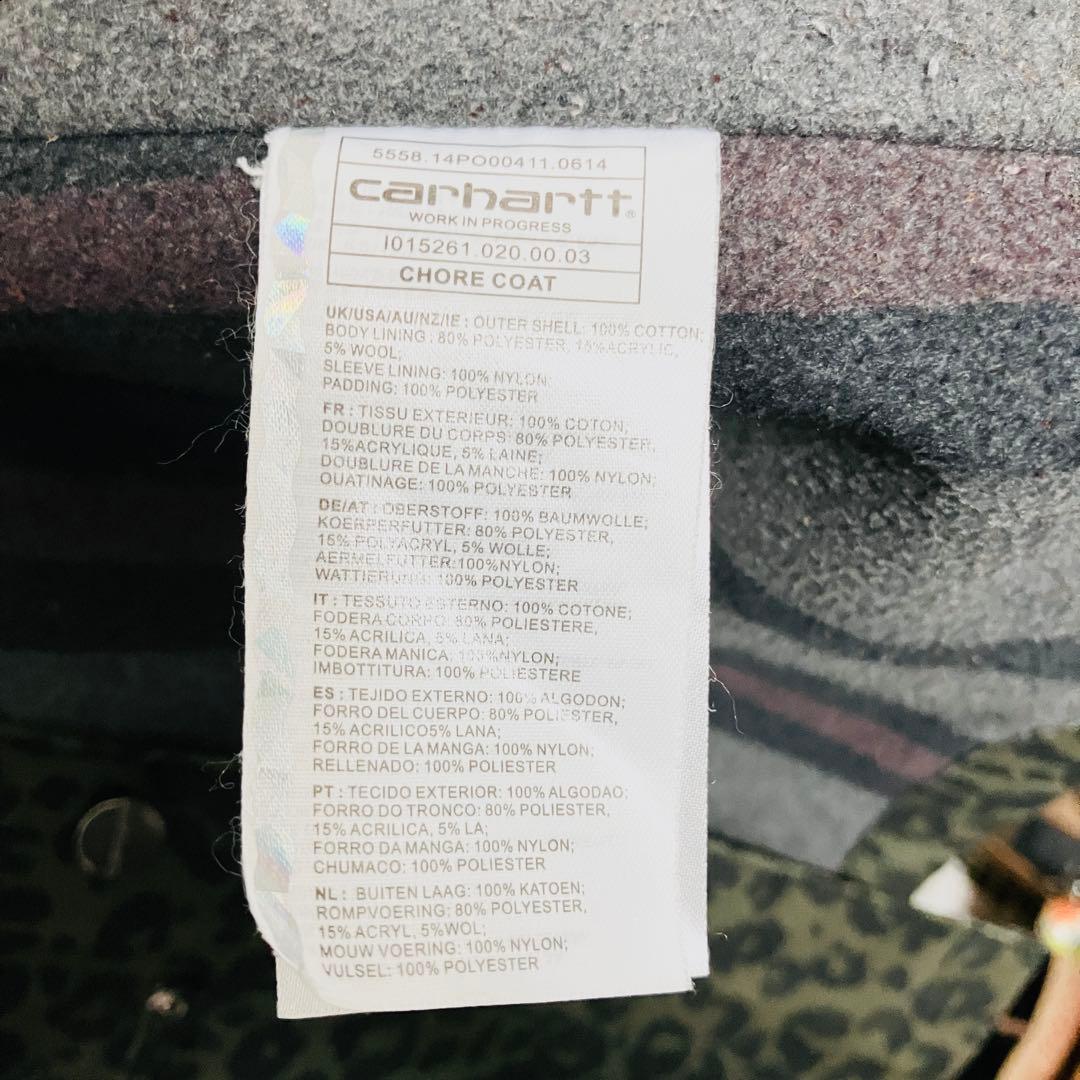 5558.14PO00411.0614
carhartt®
WORK IN PROGRESS
I015261.020.00.03
CHORE COAT
UK/USA/AU/NZ/IE : OUTER SHELL: 100% COTTON;
BODY LINING : 80% POLYESTER, 15%ACRYLIC,
5% WOOL;
SLEEVE LINING: 100% NYLON;
PADDING: 100% POLYESTER
FR : TISSU EXTERIEUR: 100% COTON;
DOUBLURE DU CORPS: 80% POLYESTER,
15%ACRYLIQUE, 5% LAINE;
DOUBLURE DE LA MANCHE: 100% NYLON;
OUATINAGE: 100% POLYESTER
DE/AT : OBERSTOFF: 100% BAUMWOLLE;
KOERPERFUTTER: 80% POLYESTER,
15% POLYACRYL, 5% WOLLE;
AERMELFUTTER:100%NYLON;
WATTIERUNG: 100% POLYESTER
IT : TESSUTO ESTERNO: 100% COTONE;
FODERA CORPO: 80% POLIESTERE,
15% ACRILICA, 5% LANA;
FODERA MANICA: 100%NYLON;
IMBOTTITURA: 100% POLIESTERE
ES : TEJIDO EXTERNO: 100% ALGODON;
FORRO DEL CUERPO: 80% POLIESTER,
15% ACRILICO5% LANA;
FORRO DE LA MANGA: 100% NYLON;
RELLENADO: 100% POLIESTER
PT : TECIDO EXTERIOR: 100% ALGODAO;
FORRO DO TRONCO: 80% POLIESTER,
15% ACRILICA, 5% LA;
FORRO DA MANGA: 100% NYLON;
CHUMACO: 100% POLIESTER
NL : BUITEN LAAG: 100% KATOEN;
ROMPVOERING: 80% POLYESTER,
15% ACRYL, 5%WOL;
MOUW VOERING: 100% NYLON;
VULSEL: 100% POLYESTER